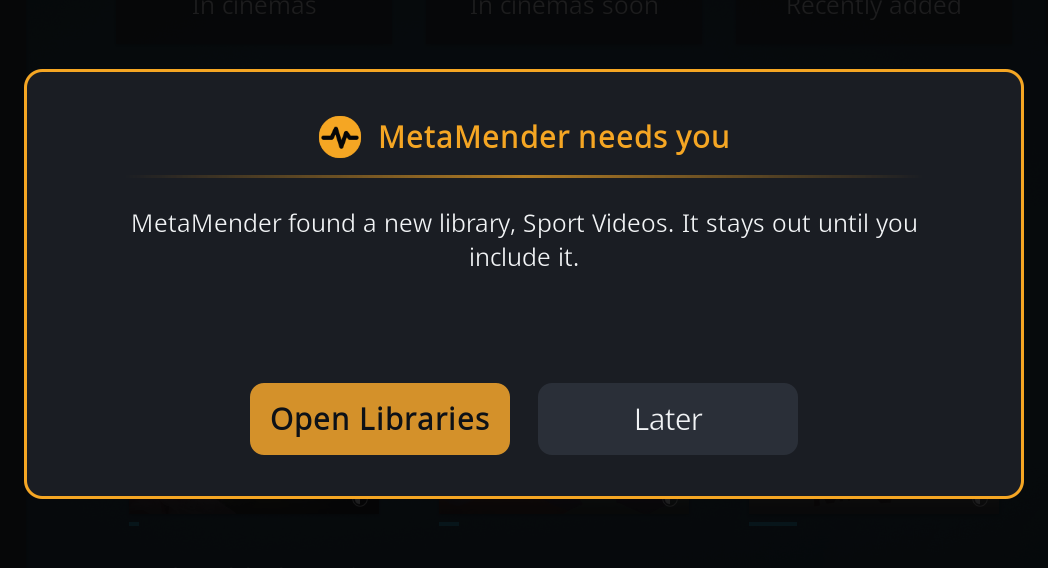 In cinemas
In cinemas soon
Recently added
MetaMender needs you
MetaMender found a new library, Sport Videos. It stays out until you
include it.
Open Libraries
Later